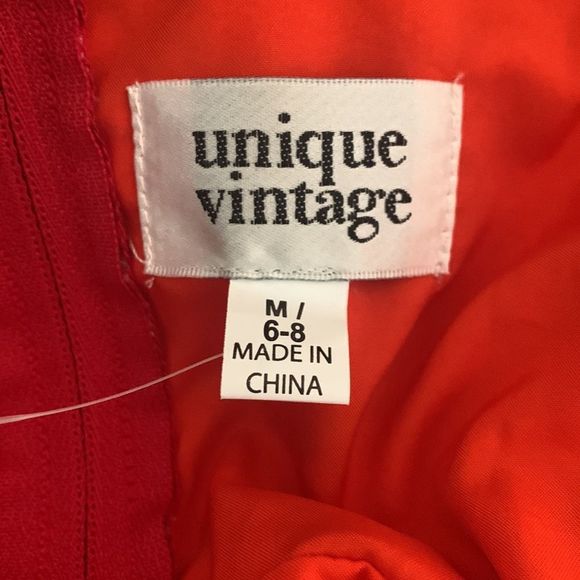 unique
vintage
M /
6-8
MADE IN
CHINA